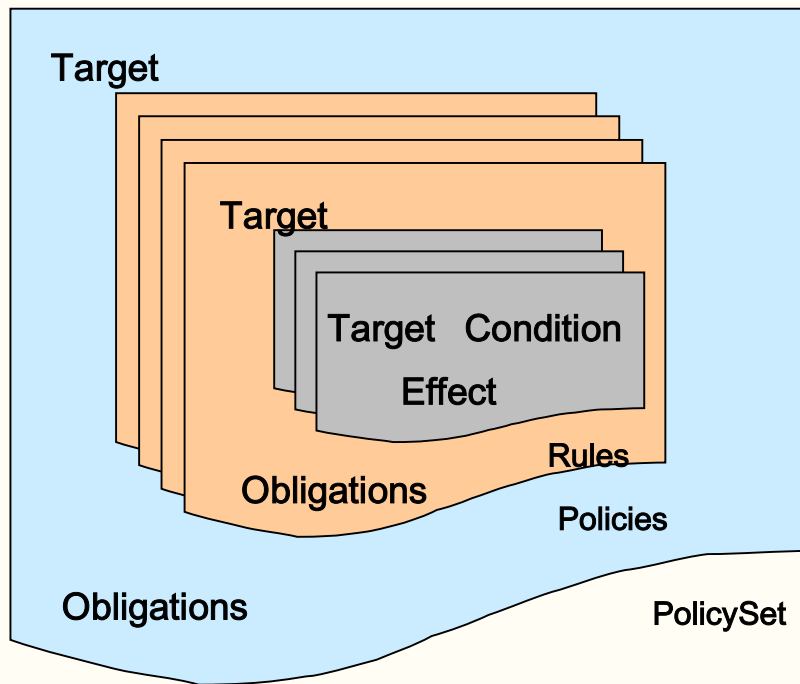 Target
Target
Target Condition
Effect
Rules
Obligations
Policies
Obligations
PolicySet